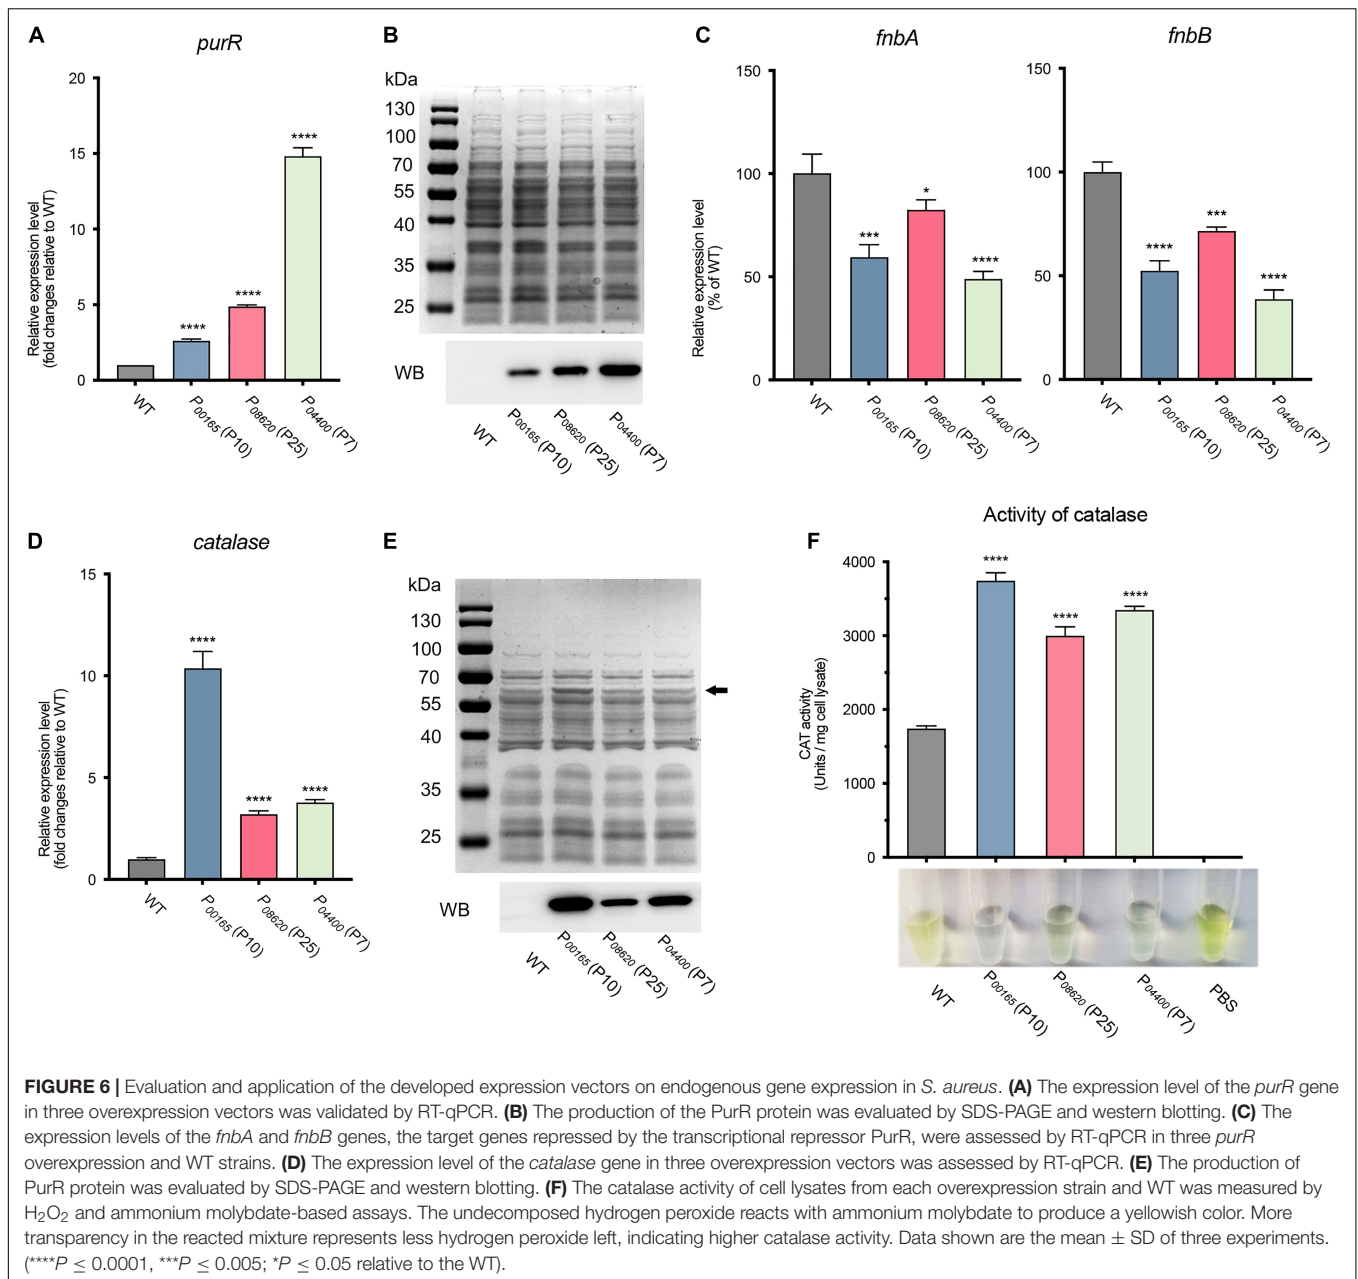 A
purR
Relative expression level
(fold changes relative to WT)
20
15
10
5
0
****
****
****
WT
P00165 (P10)
P08620 (P25)
P04400 (P7)
B
kDa
130
100
70
55
40
35
25
WB
WT
P00165 (P10)
P08620 (P25)
P04400 (P7)
C
fnbA
Relative expression level
(% of WT)
150
100
50
0
***
*
****
WT
P00165 (P10)
P08620 (P25)
P04400 (P7)
fnbB
150
100
50
0
****
***
****
WT
P00165 (P10)
P08620 (P25)
P04400 (P7)
D
catalase
Relative expression level
(fold changes relative to WT)
15
10
5
0
****
****
****
WT
P00165 (P10)
P08620 (P25)
P04400 (P7)
E
kDa
130
100
70
55
40
35
25
WB
WT
P00165 (P10)
P08620 (P25)
P04400 (P7)
F
Activity of catalase
CAT activity
(Units / mg cell lysate)
4000
3000
2000
1000
0
****
****
****
WT
P00165 (P10)
P08620 (P25)
P04400 (P7)
PBS
FIGURE 6 | Evaluation and application of the developed expression vectors on endogenous gene expression in S. aureus. (A) The expression level of the purR gene
in three overexpression vectors was validated by RT-qPCR. (B) The production of the PurR protein was evaluated by SDS-PAGE and western blotting. (C) The
expression levels of the fnbA and fnbB genes, the target genes repressed by the transcriptional repressor PurR, were assessed by RT-qPCR in three purR
overexpression and WT strains. (D) The expression level of the catalase gene in three overexpression vectors was assessed by RT-qPCR. (E) The production of
PurR protein was evaluated by SDS-PAGE and western blotting. (F) The catalase activity of cell lysates from each overexpression strain and WT was measured by
H2O2 and ammonium molybdate-based assays. The undecomposed hydrogen peroxide reacts with ammonium molybdate to produce a yellowish color. More
transparency in the reacted mixture represents less hydrogen peroxide left, indicating higher catalase activity. Data shown are the mean ± SD of three experiments.
(****P ≤ 0.0001, ***P ≤ 0.005; *P ≤ 0.05 relative to the WT).